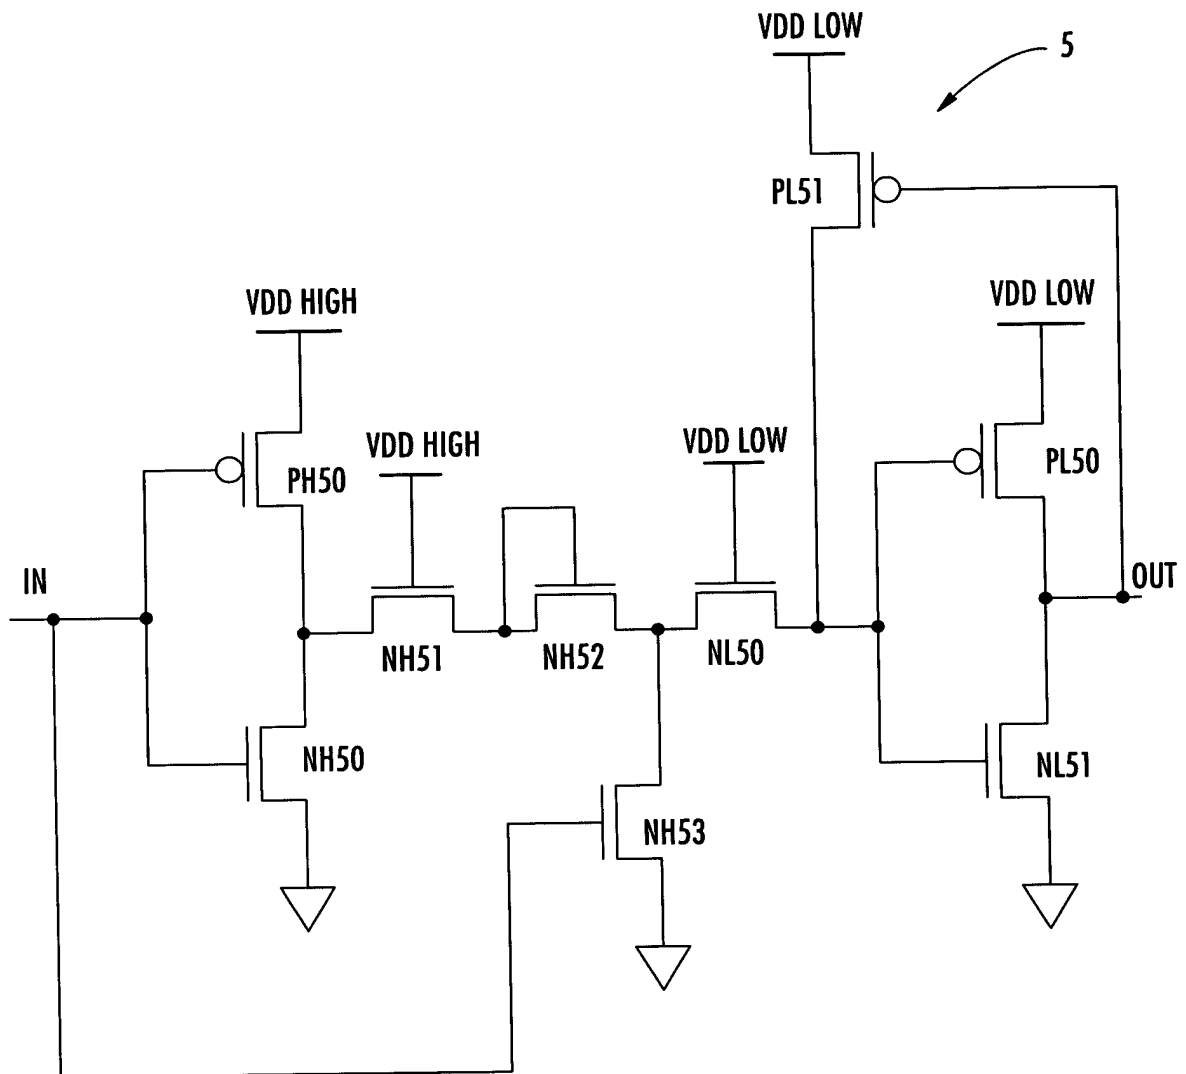 VDD LOW
5
PL51
VDD HIGH
VDD LOW
VDD HIGH
VDD LOW
PH50
PL50
IN
OUT
NH51
NH52
NL50
NH50
NL51
NH53